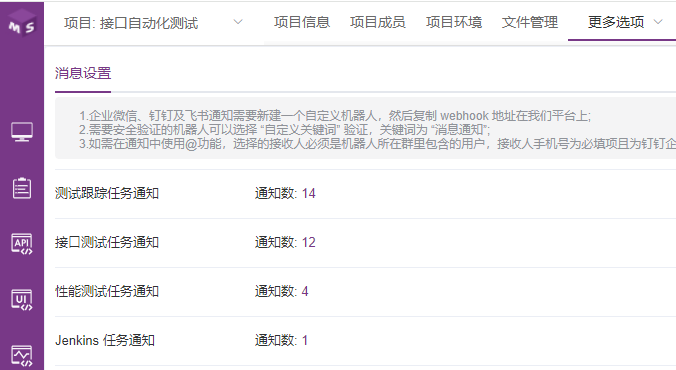 MS
项目: 接口自动化测试 项目信息 项目成员 项目环境 文件管理 更多选项
消息设置
1.企业微信、钉钉及飞书通知需要新建一个自定义机器人，然后复制 webhook 地址在我们平台上;
2.需要安全验证的机器人可以选择 “自定义关键词” 验证，关键词为 “消息通知”;
3.如需在通知中使用@功能，选择的接收人必须是机器人所在群里包含的用户，接收人手机号为必填项目为钉钉企
测试跟踪任务通知 通知数: 14
API
接口测试任务通知 通知数: 12
UI
性能测试任务通知 通知数: 4
Jenkins 任务通知 通知数: 1